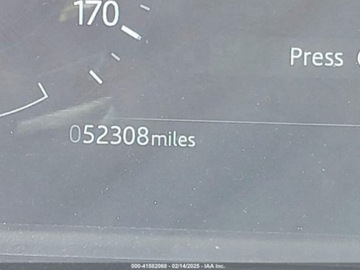 170
Press
052308miles
000-41582068 - 02/14/2025 - IAA Inc.